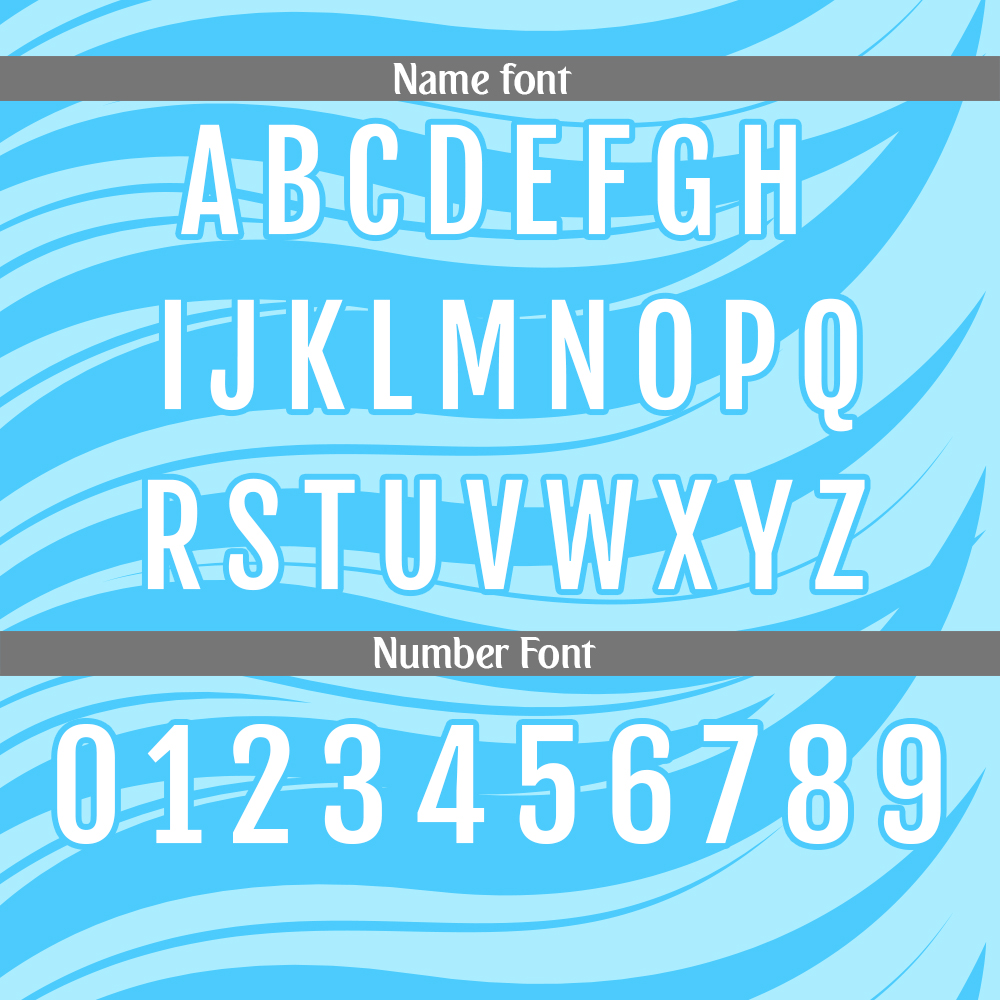 Name font
ABCDEFGH
IJKLMNOPQ
RSTUVWXYZ
Number Font
0123456789